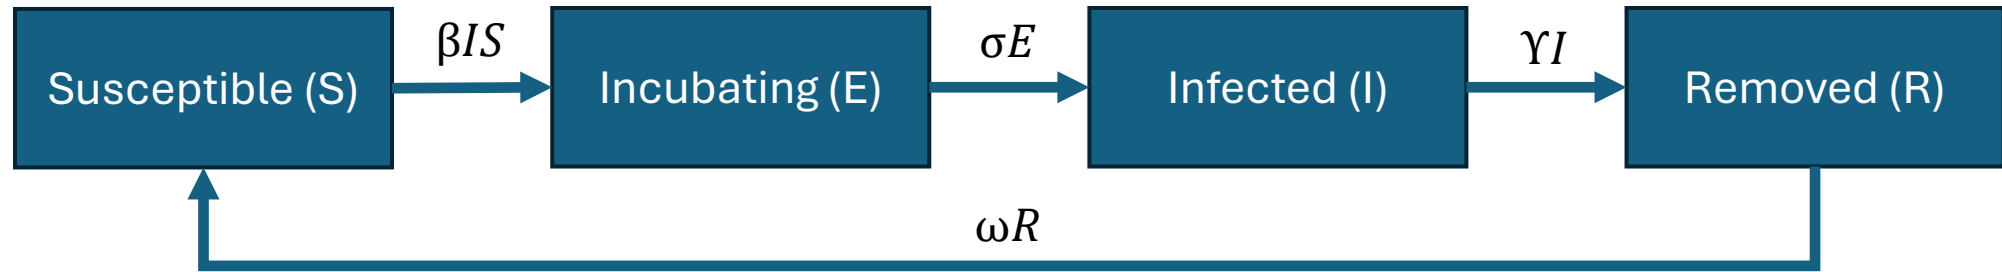 βIS
σE
ϒI
Susceptible (S)
Incubating (E)
Infected (I)
Removed (R)
ωR